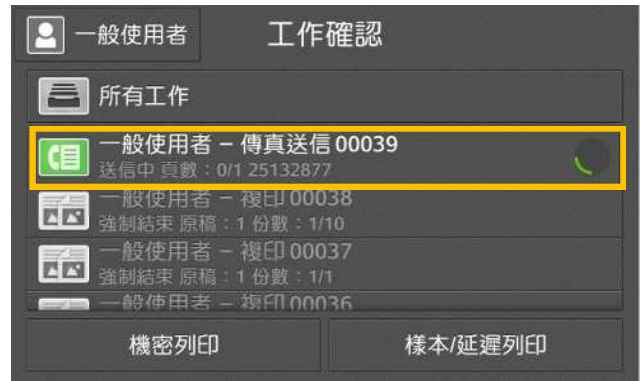 一般使用者
工作確認
所有工作
一般使用者 – 傳真送信 00039
送信中 頁數：0/1 25132877
一般使用者 – 複印 00038
強制結束 原稿：1 份數：1/10
一般使用者 – 複印 00037
強制結束 原稿：1 份數：1/1
一般使用者 – 複印 00036
機密列印
樣本/延遲列印